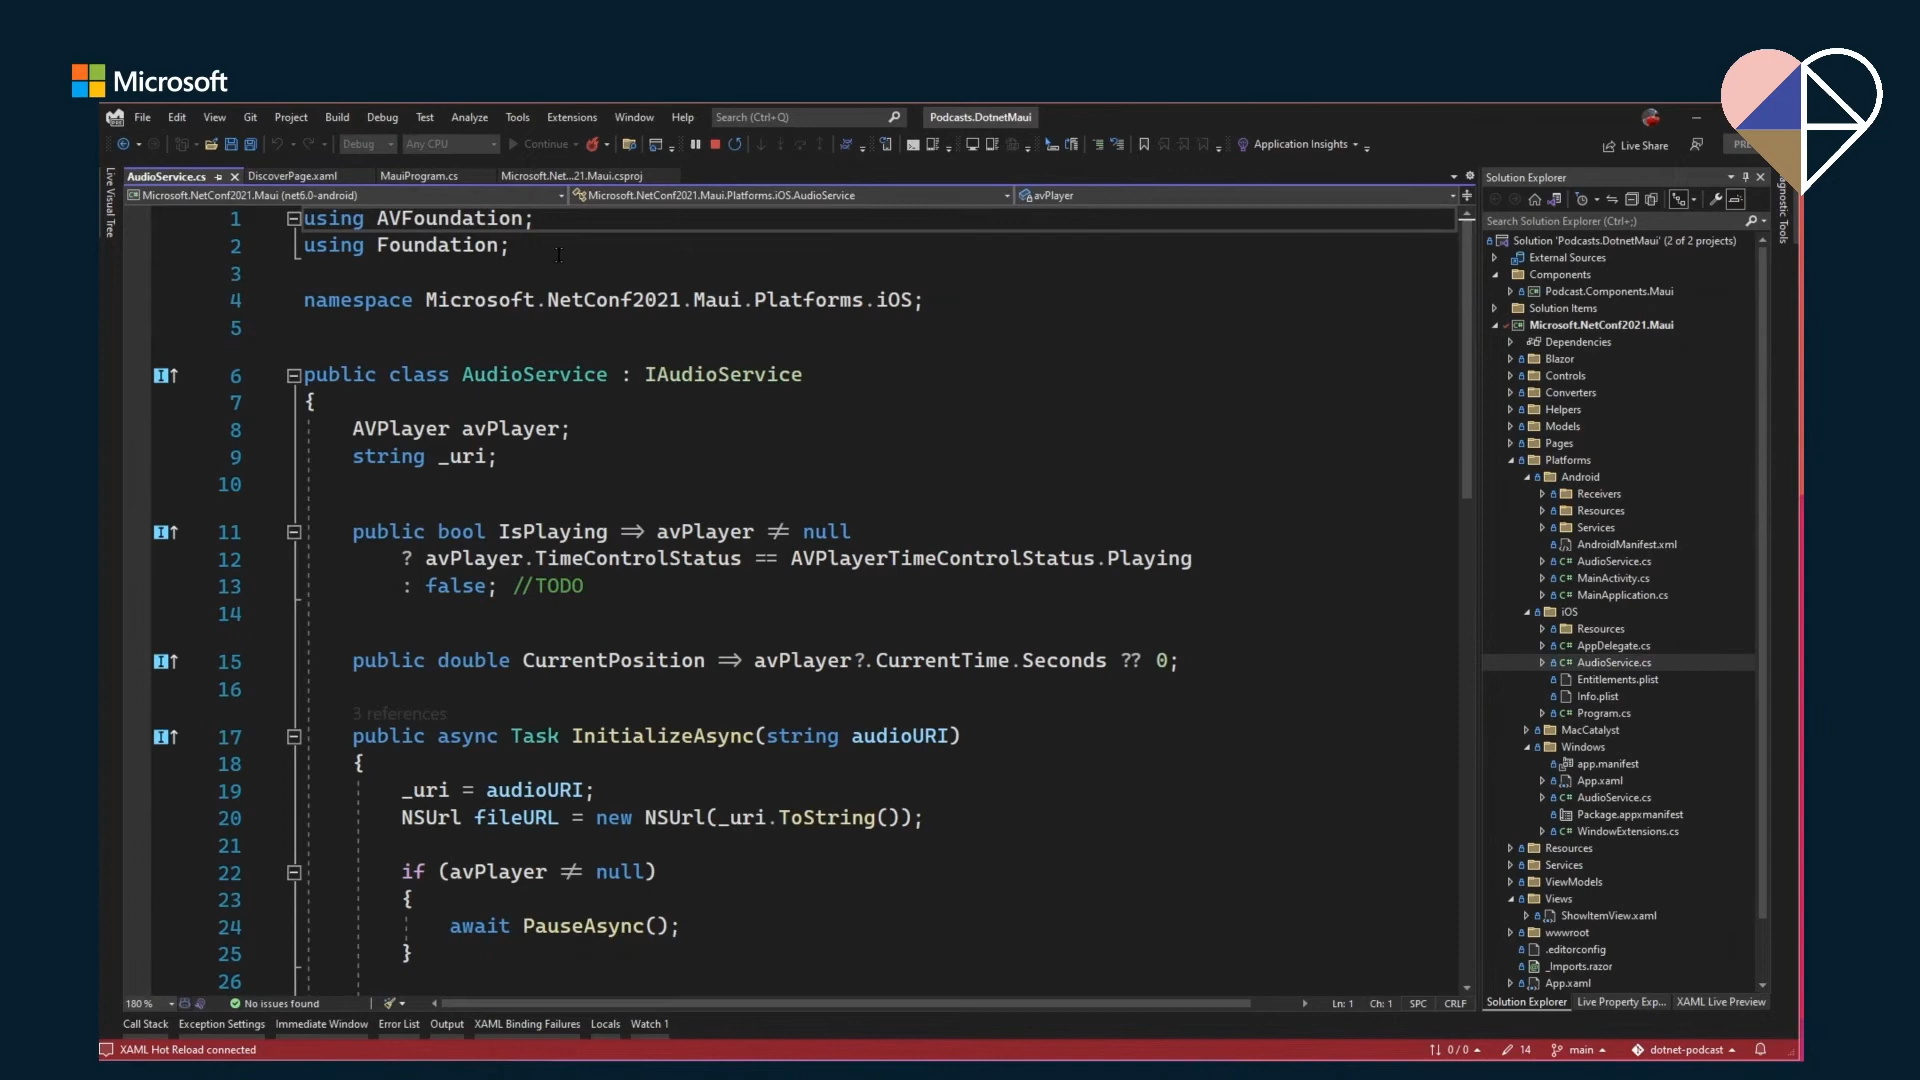 Microsoft
File Edit View Git Project Build Debug Test Analyze Tools Extensions Window Help Search (Ctrl+Q) Podcasts.DotnetMaui
Debug Any CPU Continue Application Insights Live Share
Live Visual Tree
AudioService.cs DiscoverPage.xaml MauiProgram.cs Microsoft.Net...21.Maui.csproj
Microsoft.NetConf2021.Maui (net6.0-android) Microsoft.NetConf2021.Maui.Platforms.iOS.AudioService avPlayer
1 using AVFoundation;
2 using Foundation;
3
4 namespace Microsoft.NetConf2021.Maui.Platforms.iOS;
5
6 public class AudioService : IAudioService
7 {
8 AVPlayer avPlayer;
9 string _uri;
10
11 public bool IsPlaying => avPlayer != null
12 ? avPlayer.TimeControlStatus == AVPlayerTimeControlStatus.Playing
13 : false; //TODO
14
15 public double CurrentPosition => avPlayer?.CurrentTime.Seconds ?? 0;
16
3 references
17 public async Task InitializeAsync(string audioURI)
18 {
19 _uri = audioURI;
20 NSUrl fileURL = new NSUrl(_uri.ToString());
21
22 if (avPlayer != null)
23 {
24 await PauseAsync();
25 }
26
180 % No issues found Ln: 1 Ch: 1 SPC CRLF
Solution Explorer
Search Solution Explorer (Ctrl+;)
Solution 'Podcasts.DotnetMaui' (2 of 2 projects)
External Sources
Components
Podcast.Components.Maui
Solution Items
Microsoft.NetConf2021.Maui
Dependencies
Blazor
Controls
Converters
Helpers
Models
Pages
Platforms
Android
Receivers
Resources
Services
AndroidManifest.xml
AudioService.cs
MainActivity.cs
MainApplication.cs
iOS
Resources
AppDelegate.cs
AudioService.cs
Entitlements.plist
Info.plist
Program.cs
MacCatalyst
Windows
app.manifest
App.xaml
AudioService.cs
Package.appxmanifest
WindowExtensions.cs
Resources
Services
ViewModels
Views
ShowItemView.xaml
wwwroot
.editorconfig
_Imports.razor
App.xaml
Solution Explorer Live Property Exp... XAML Live Preview
Call Stack Exception Settings Immediate Window Error List Output XAML Binding Failures Locals Watch 1
XAML Hot Reload connected 0 / 0 14 main dotnet-podcast